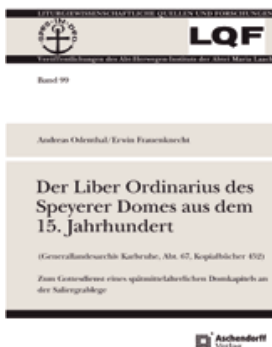 LITURGIEWISSENSCHAFTLICHE QUELLEN UND FORSCHUNGEN
LQF
Veröffentlichungen des Abt-Herwegen-Instituts der Abtei Maria Laach
Band 99
Andreas Odenthal/Erwin Frauenknecht
Der Liber Ordinarius des
Speyerer Domes aus dem
15. Jahrhundert
(Generallandesarchiv Karlsruhe, Abt. 67, Kopialbücher 452)
Zum Gottesdienst eines spätmittelalterlichen Domkapitels an
der Saliergrablege
Aschendorff
Verlag